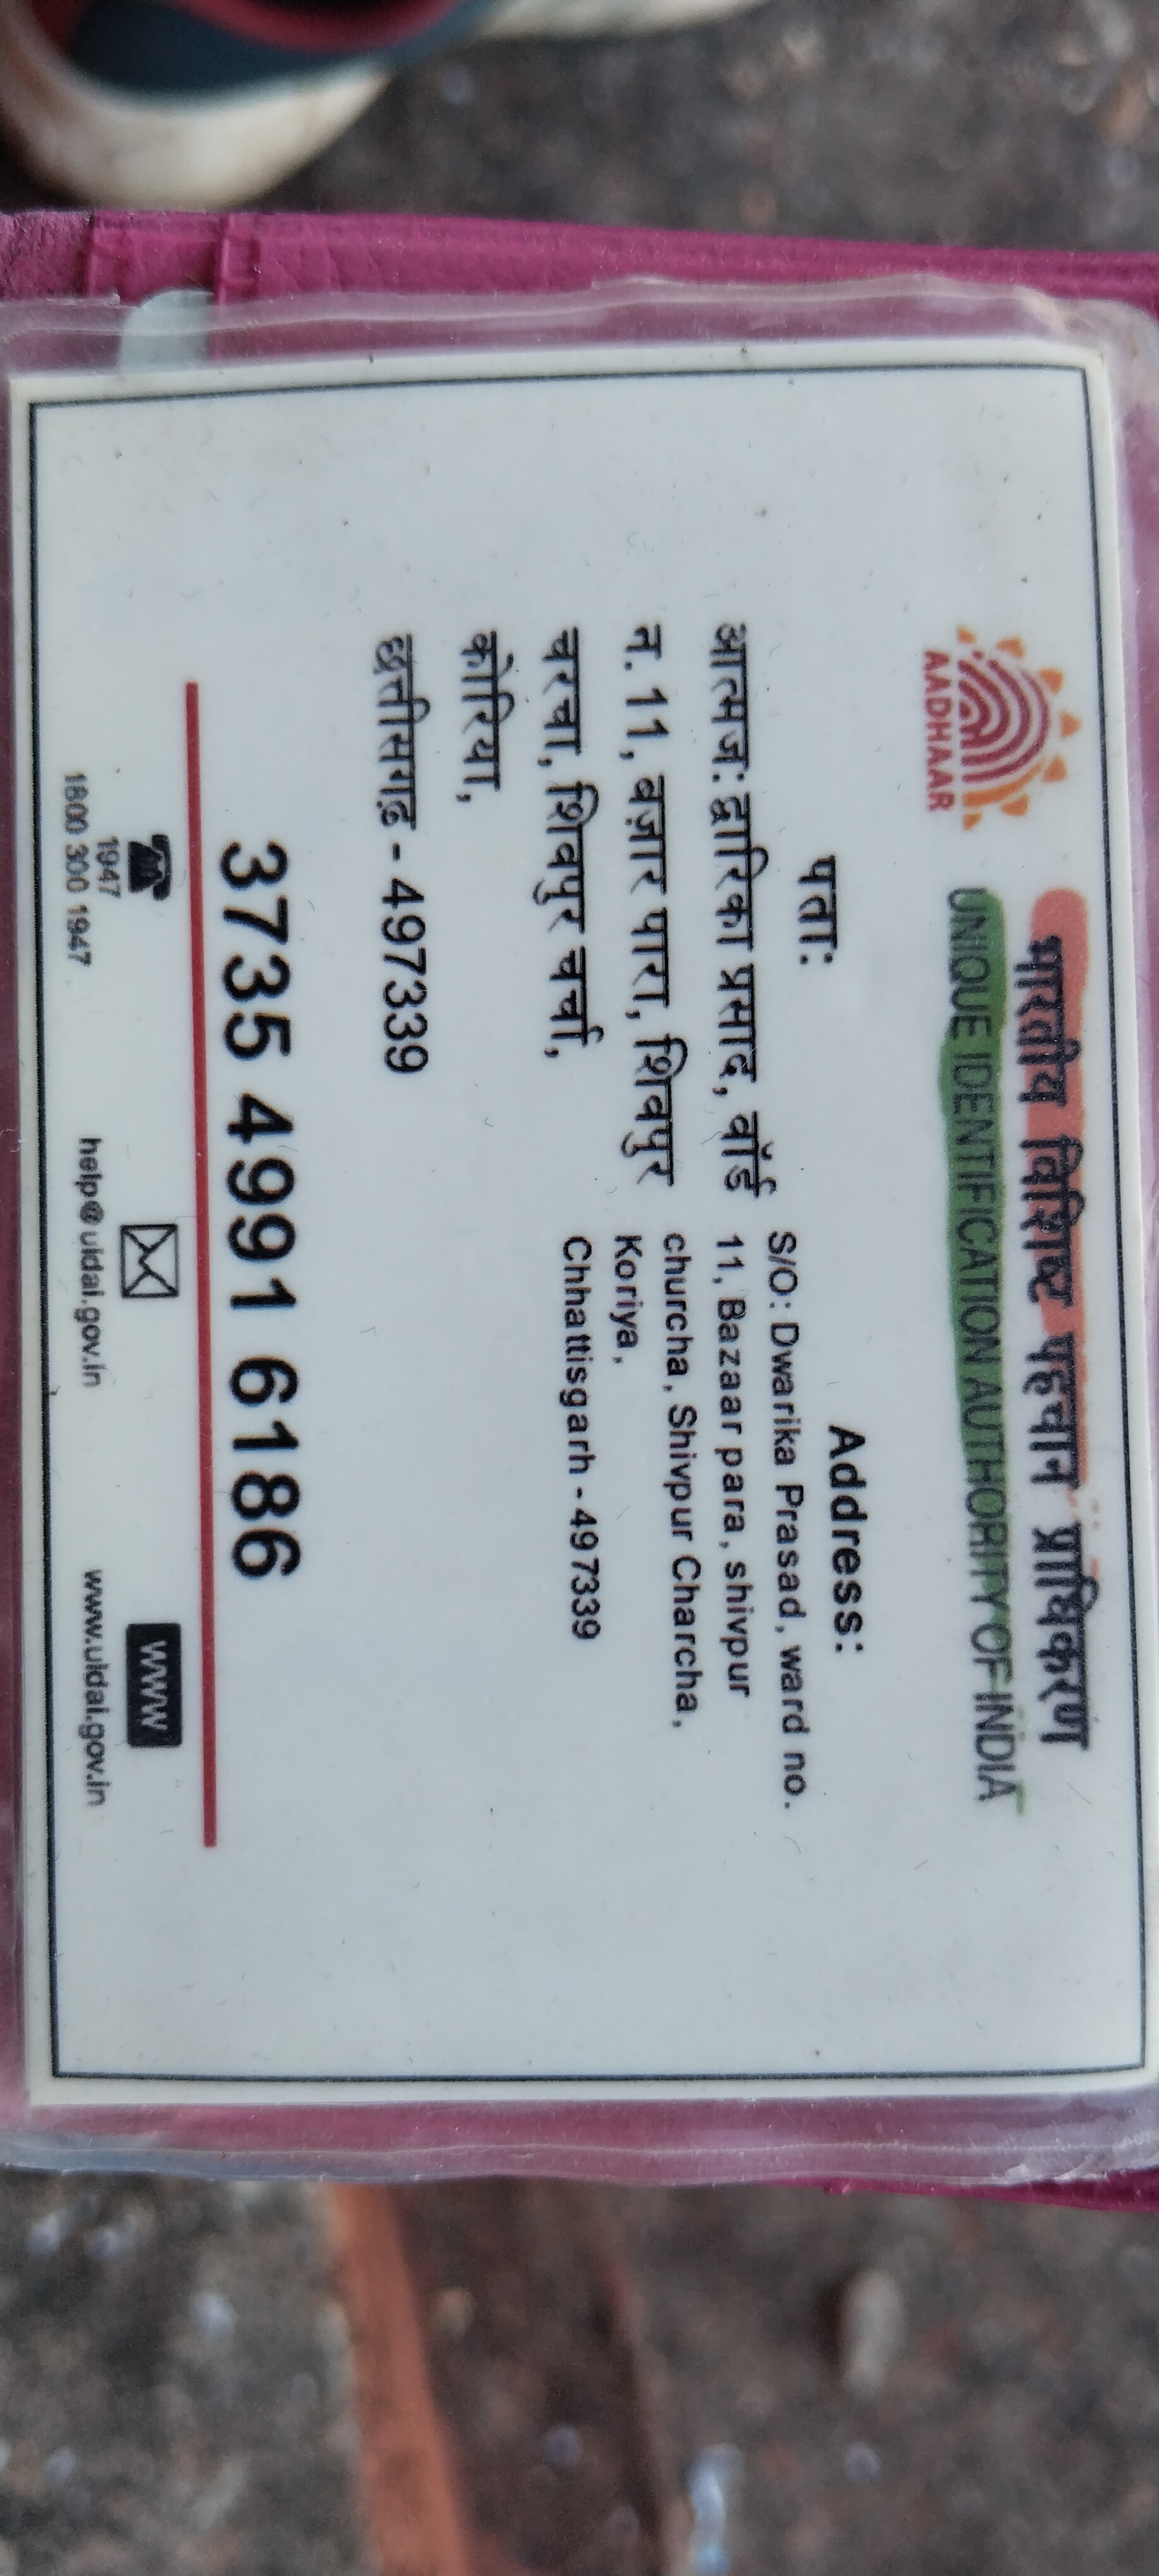 भारतीय विशिष्ट पहचान प्राधिकरण
UNIQUE IDENTIFICATION AUTHORITY OF INDIA
AADHAAR
पताः
आत्मजः द्वारिका प्रसाद, वॉर्ड
न. 11, बज़ार पारा, शिवपुर
चरचा, शिवपुर चर्चा,
कोरिया,
छत्तीसगढ़ - 497339
Address:
S/O: Dwarika Prasad, ward no.
11, Bazaar para, shivpur
churcha, Shivpur Charcha,
Koriya,
Chhattisgarh - 497339
3735 4991 6186
1947
1800 300 1947
help@uidai.gov.in
WWW
www.uidai.gov.in